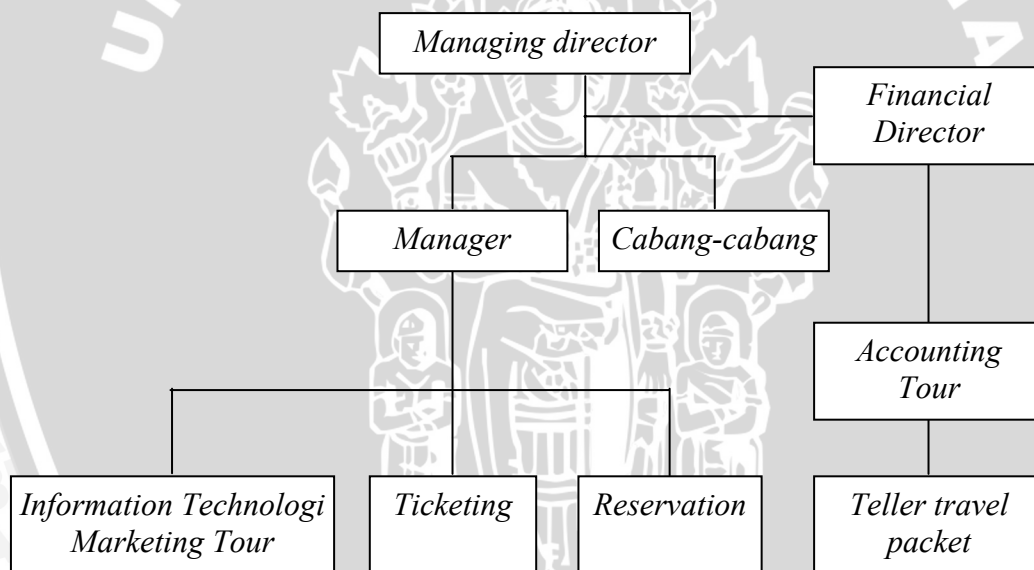 Managing director
Financial
Director
Manager
Cabang-cabang
Accounting
Tour
Information Technologi
Marketing Tour
Ticketing
Reservation
Teller travel
packet